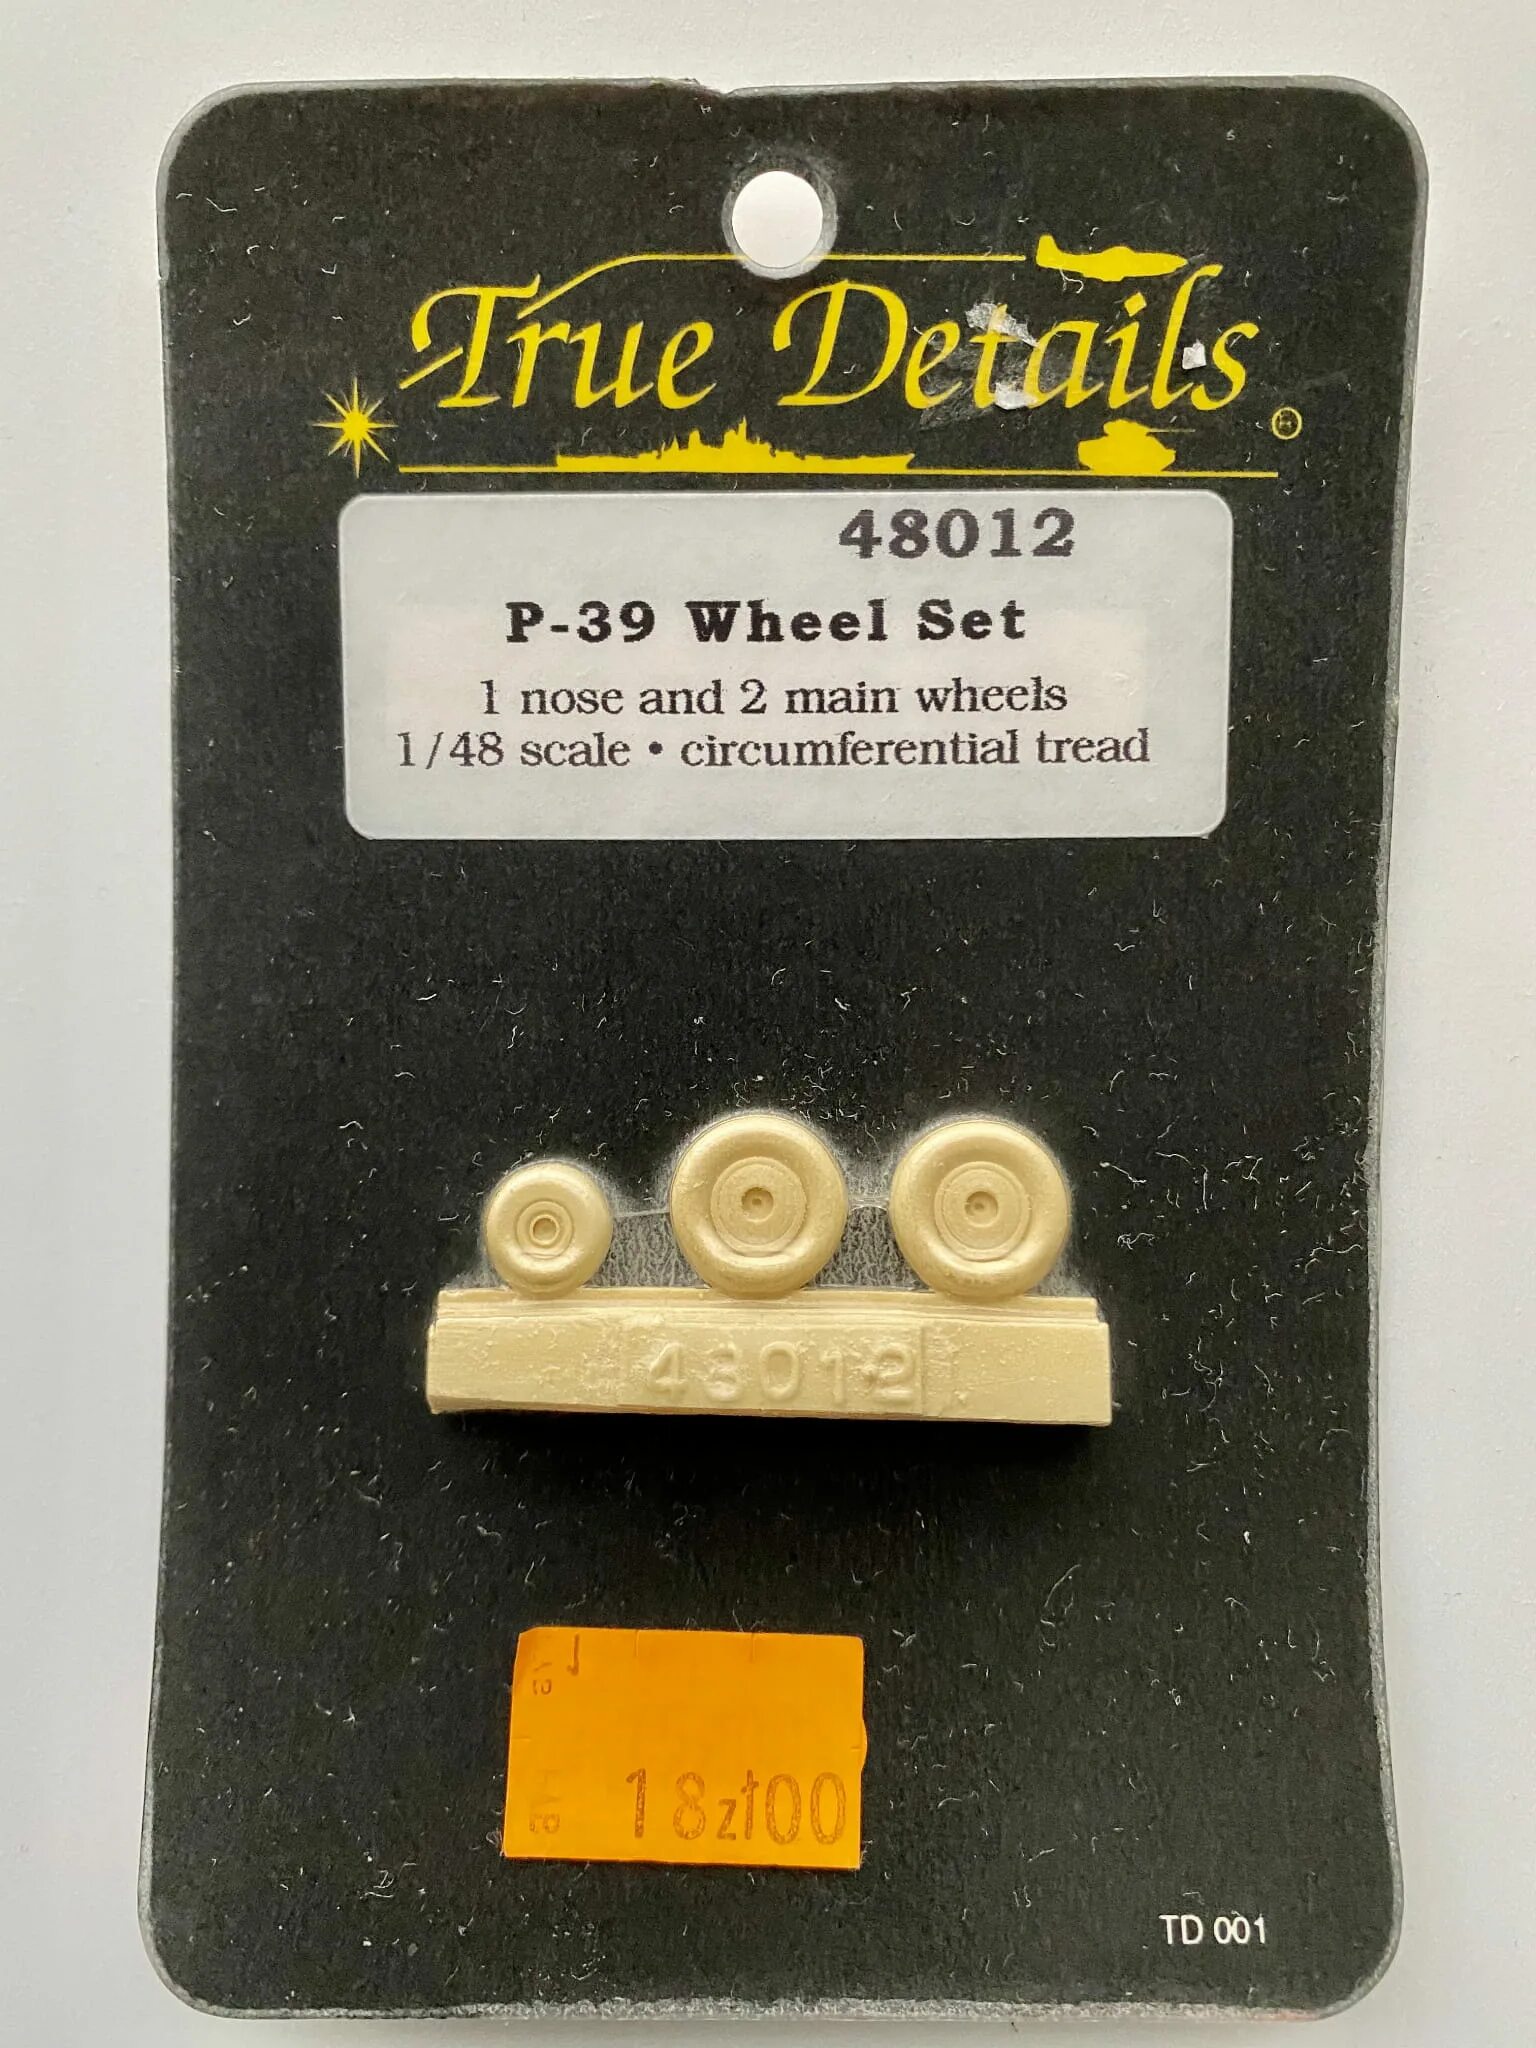 True Details
48012
P-39 Wheel Set
1 nose and 2 main wheels
1/48 scale • circumferential tread
48012
18zł00
TD 001